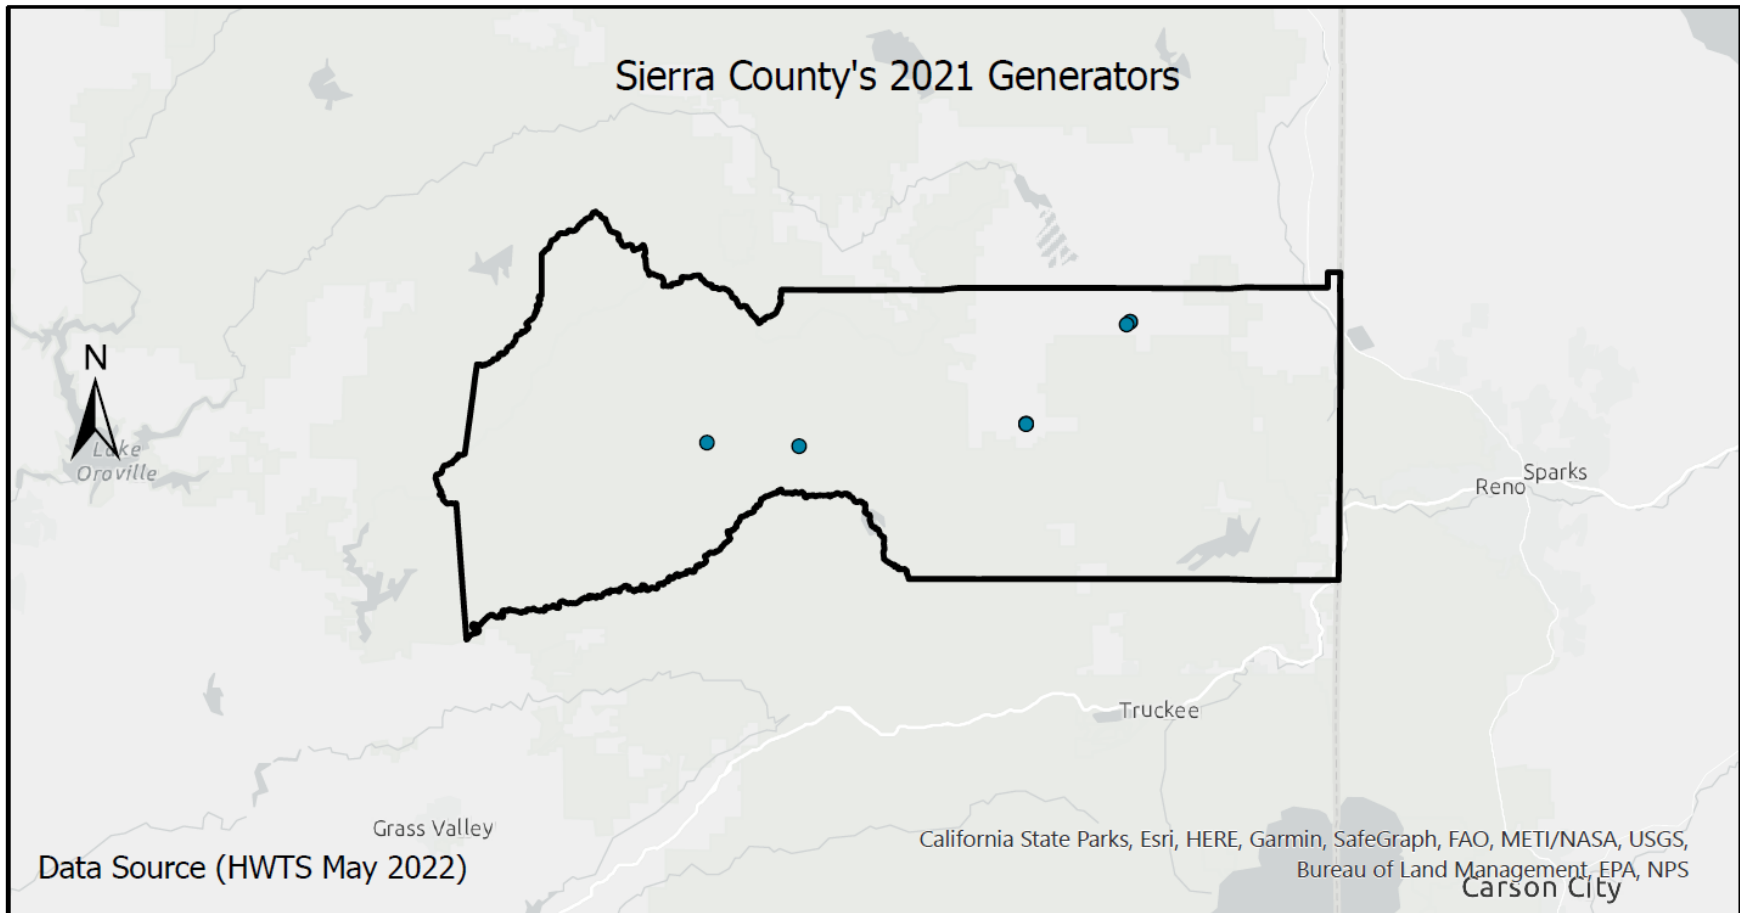 Sierra County's 2021 Generators
N
Lake
Oroville
Sparks
Reno
Truckee
Grass Valley
California State Parks, Esri, HERE, Garmin, SafeGraph, FAO, METI/NASA, USGS,
Bureau of Land Management, EPA, NPS
Data Source (HWTS May 2022)
Carson City